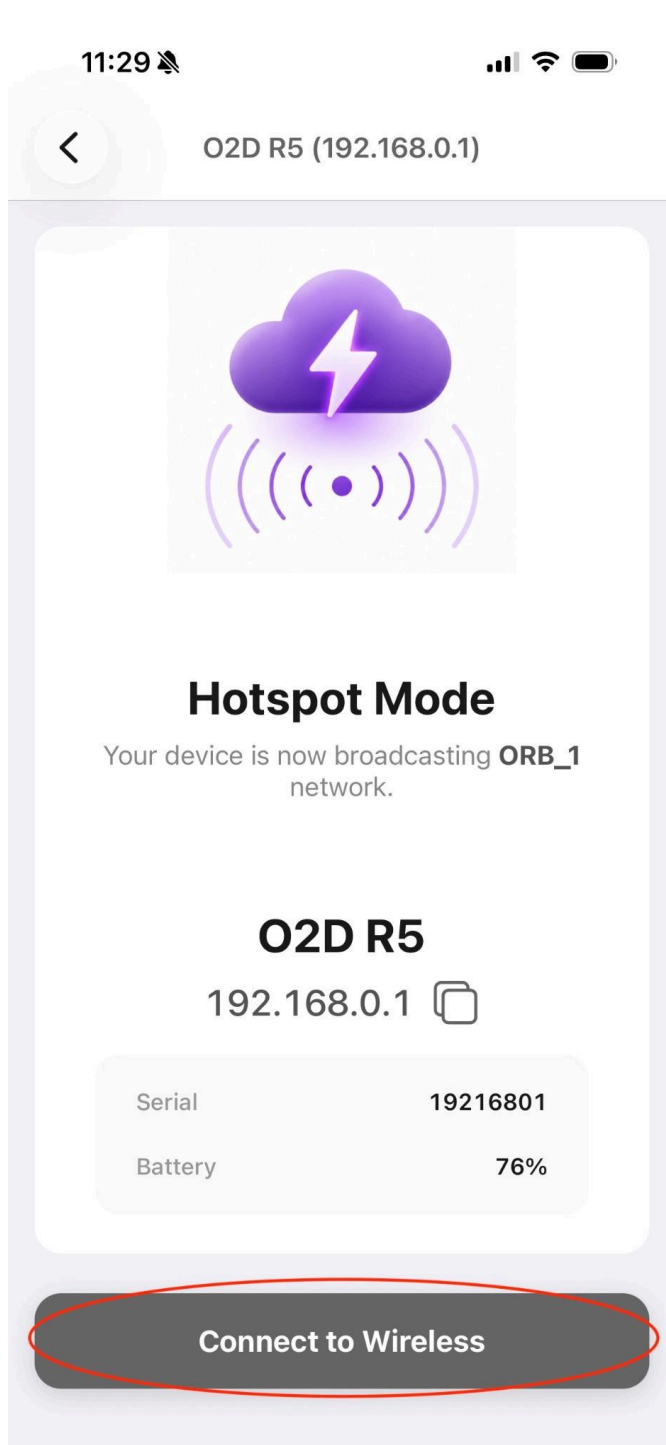 11:29
O2D R5 (192.168.0.1)
Hotspot Mode
Your device is now broadcasting ORB_1
network.
O2D R5
192.168.0.1
Serial 19216801
Battery 76%
Connect to Wireless